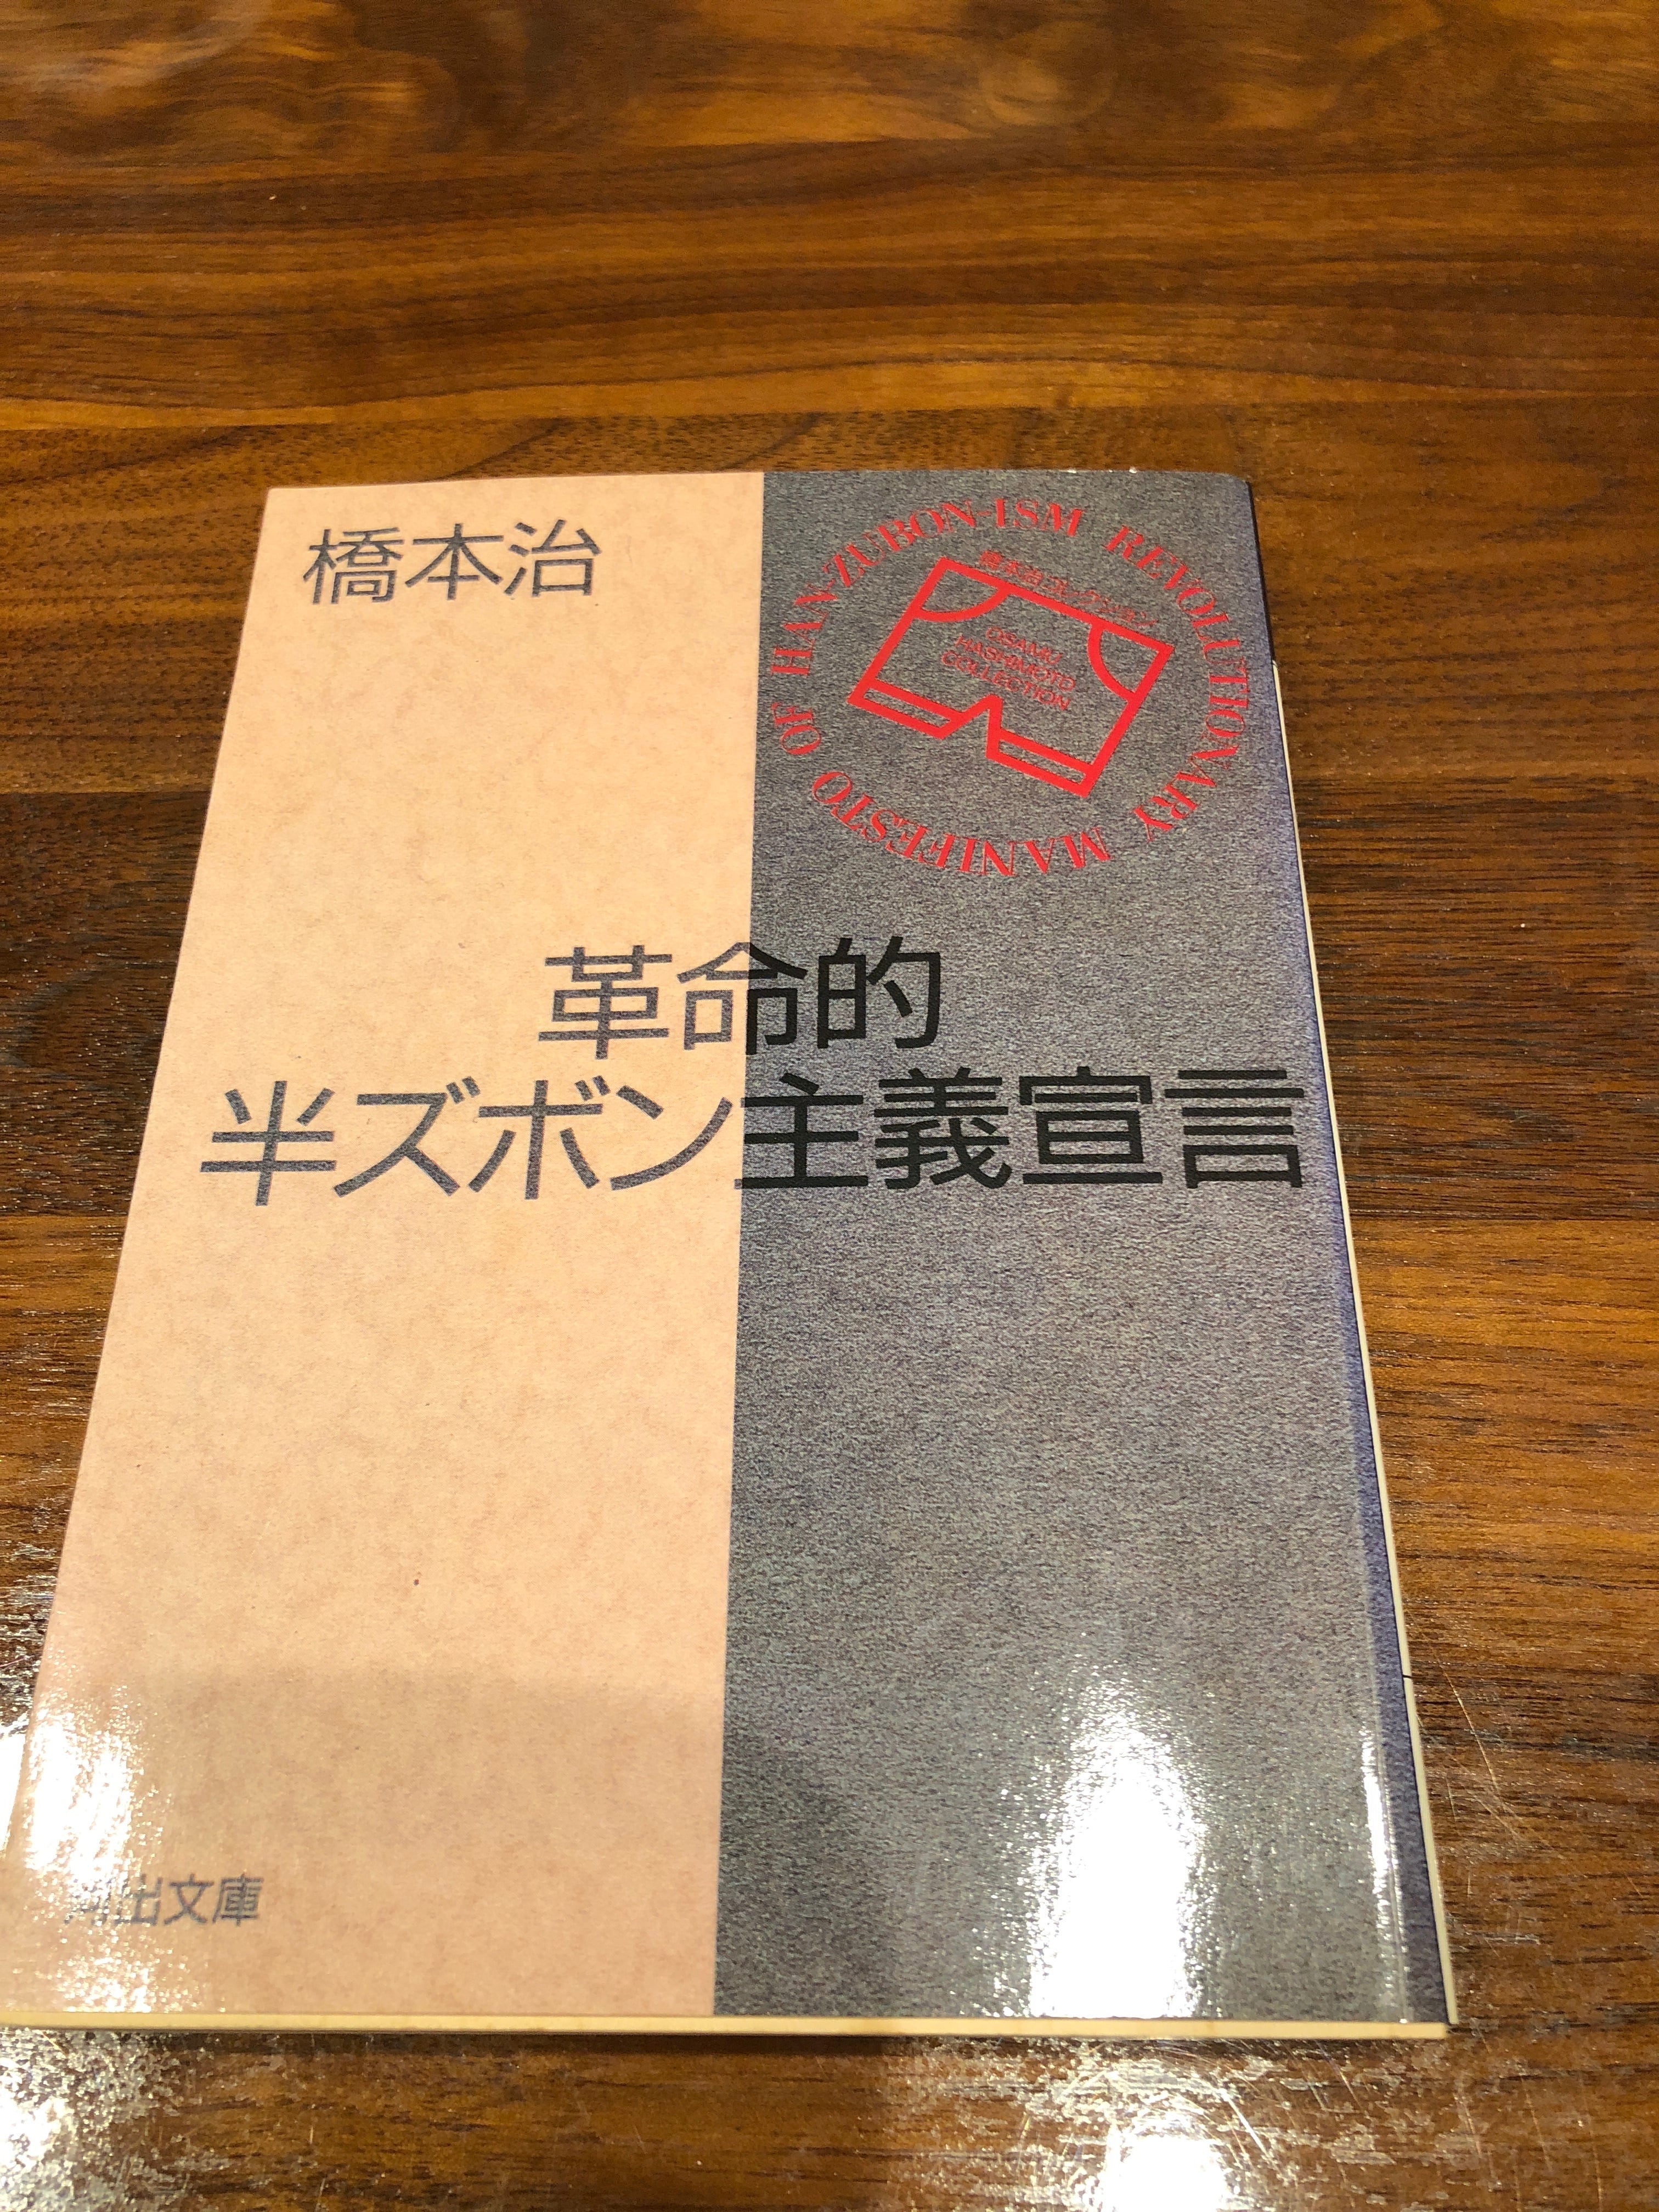 橋本治
REVOLUTIONARY MANIFESTO OF HAN-ZUBON-ISM
橋本治コレクション
OSAMU
HASHIMOTO
COLLECTION
革命的
半ズボン主義宣言
河出文庫